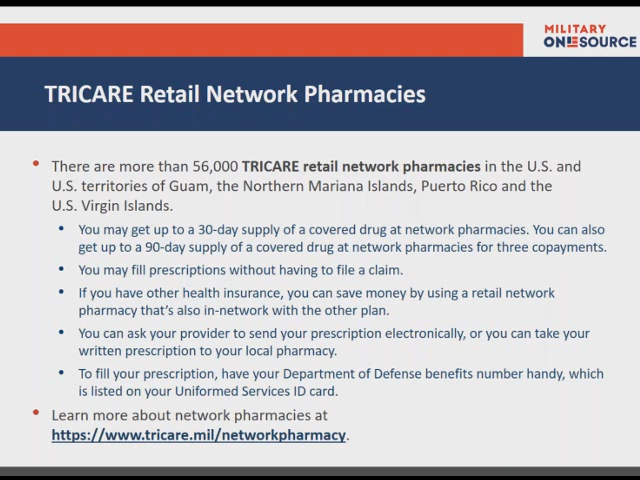 MILITARY
ONESOURCE
TRICARE Retail Network Pharmacies
• There are more than 56,000 TRICARE retail network pharmacies in the U.S. and
U.S. territories of Guam, the Northern Mariana Islands, Puerto Rico and the
U.S. Virgin Islands.
• You may get up to a 30-day supply of a covered drug at network pharmacies. You can also
get up to a 90-day supply of a covered drug at network pharmacies for three copayments.
• You may fill prescriptions without having to file a claim.
• If you have other health insurance, you can save money by using a retail network
pharmacy that’s also in-network with the other plan.
• You can ask your provider to send your prescription electronically, or you can take your
written prescription to your local pharmacy.
• To fill your prescription, have your Department of Defense benefits number handy, which
is listed on your Uniformed Services ID card.
• Learn more about network pharmacies at
https://www.tricare.mil/networkpharmacy.